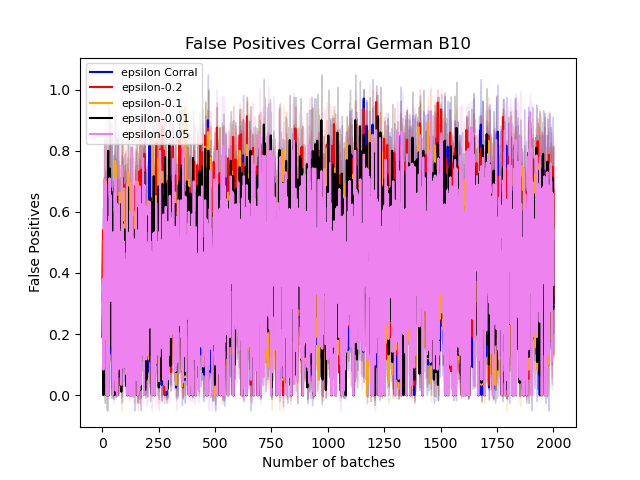 False Positives Corral German B10
epsilon Corral
epsilon-0.2
epsilon-0.1
epsilon-0.01
epsilon-0.05
False Positives
1.0
0.8
0.6
0.4
0.2
0.0
0 250 500 750 1000 1250 1500 1750 2000
Number of batches